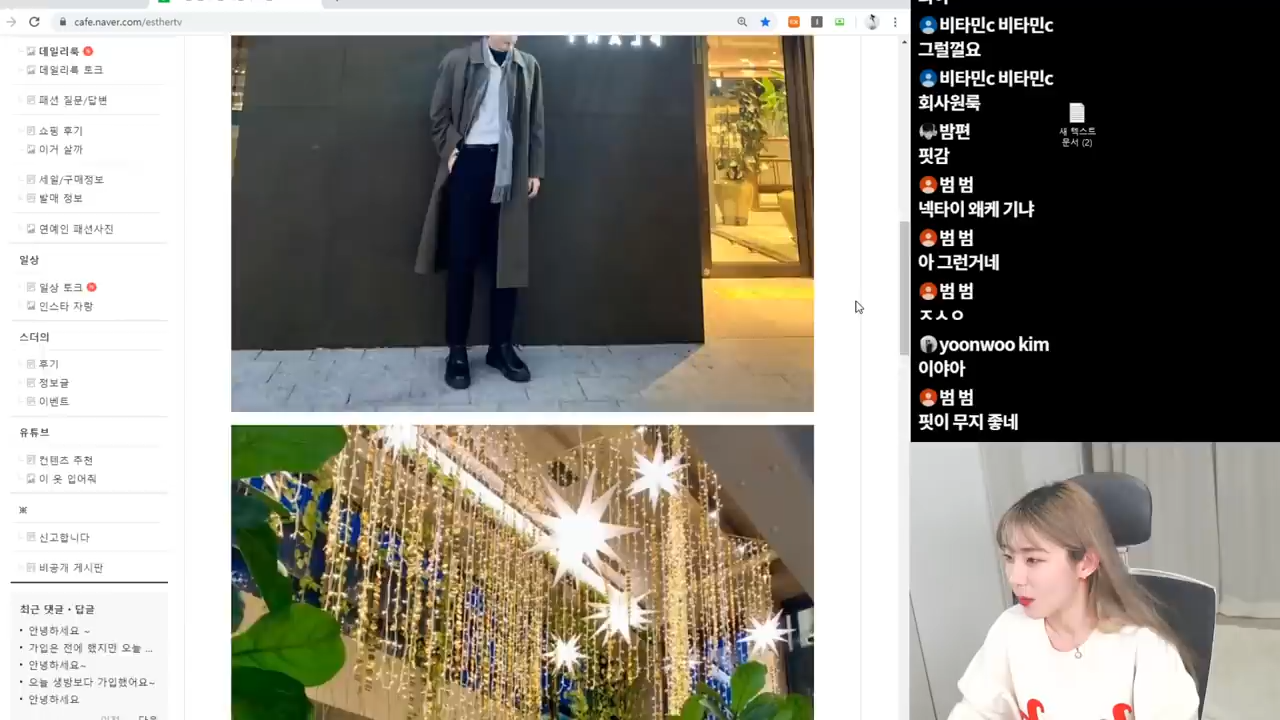 cafe.naver.com/esthertv
데일리룩
데일리룩 토크
패션 질문/답변
쇼핑 후기
이거 살까
세일/구매정보
발매 정보
연예인 패션사진
일상
일상 토크
인스타 자랑
스더의
후기
정보글
이벤트
유튜브
컨텐츠 추천
이 옷 입어줘
※
신고합니다
비공개 게시판
최근 댓글・답글
안녕하세요 ~
가입은 전에 했지만 오늘 ...
안녕하세요~
오늘 생방보다 가입했어요~
안녕하세요
비타민c 비타민c
그럴껄요
비타민c 비타민c
회사원룩
밤편
핏감
범 범
넥타이 왜케 기냐
범 범
아 그런거네
범 범
ㅈㅅㅇ
yoonwoo kim
이야아
범 범
핏이 무지 좋네
새 텍스트
문서 (2)